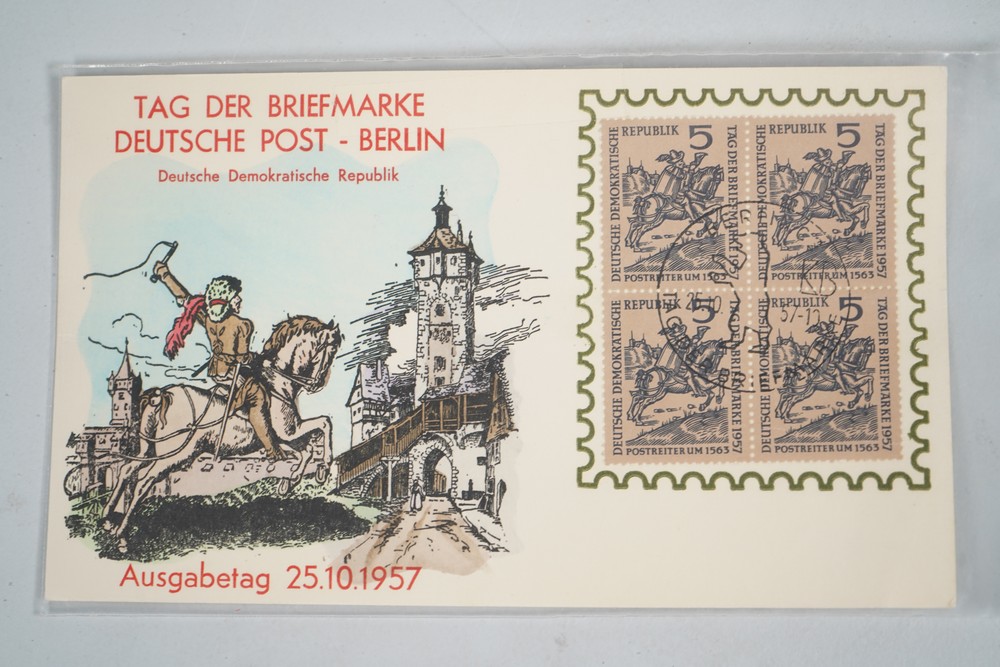 TAG DER BRIEFMARKE
DEUTSCHE POST - BERLIN
Deutsche Demokratische Republik
Ausgabetag 25.10.1957
DEUTSCHE DEMOKRATISCHE
REPUBLIK 5
TAG DER BRIEFMARKE 1957
POSTREITER UM 1563
DEUTSCHE DEMOKRATISCHE
REPUBLIK 5
TAG DER BRIEFMARKE 1957
POSTREITER UM 1563
DEUTSCHE DEMOKRATISCHE
REPUBLIK 5
TAG DER BRIEFMARKE 1957
POSTREITER UM 1563
DEUTSCHE DEMOKRATISCHE
REPUBLIK 5
TAG DER BRIEFMARKE 1957
POSTREITER UM 1563